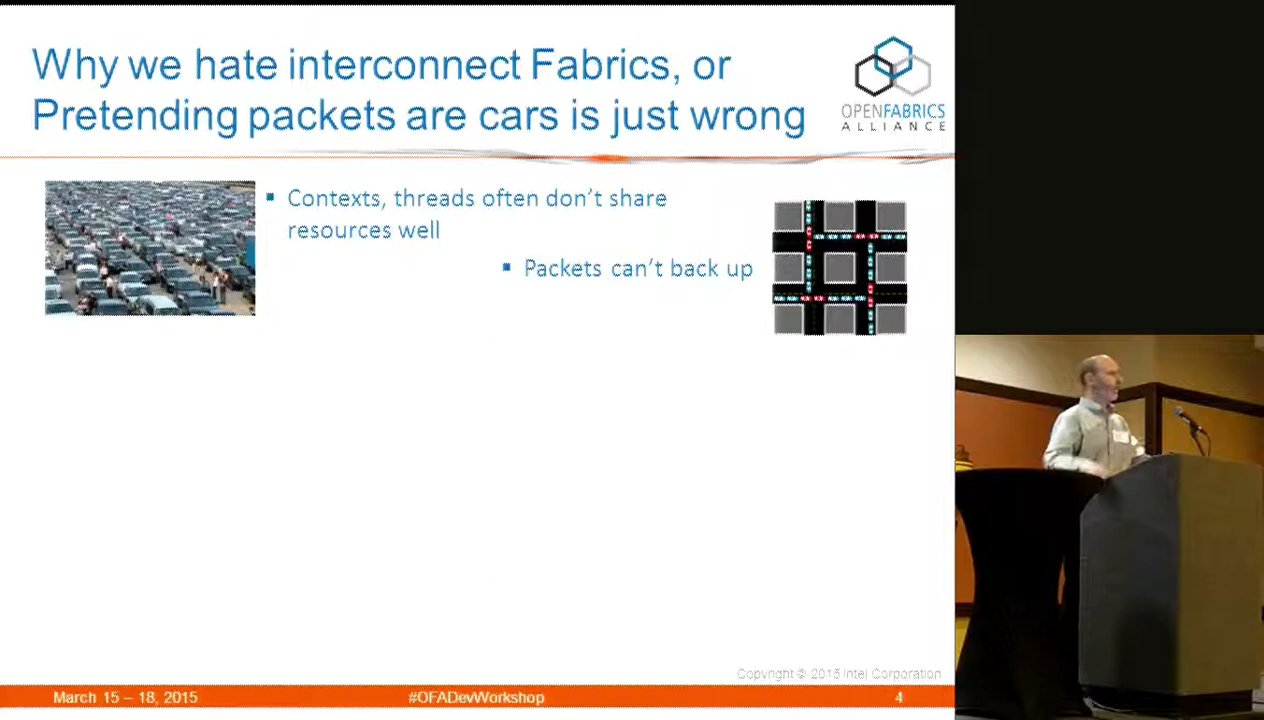 Why we hate interconnect Fabrics, or
Pretending packets are cars is just wrong
OPENFABRICS
ALLIANCE
▪ Contexts, threads often don't share
resources well
▪ Packets can't back up
Copyright © 2015 Intel Corporation
March 15 – 18, 2015
#OFADevWorkshop
4